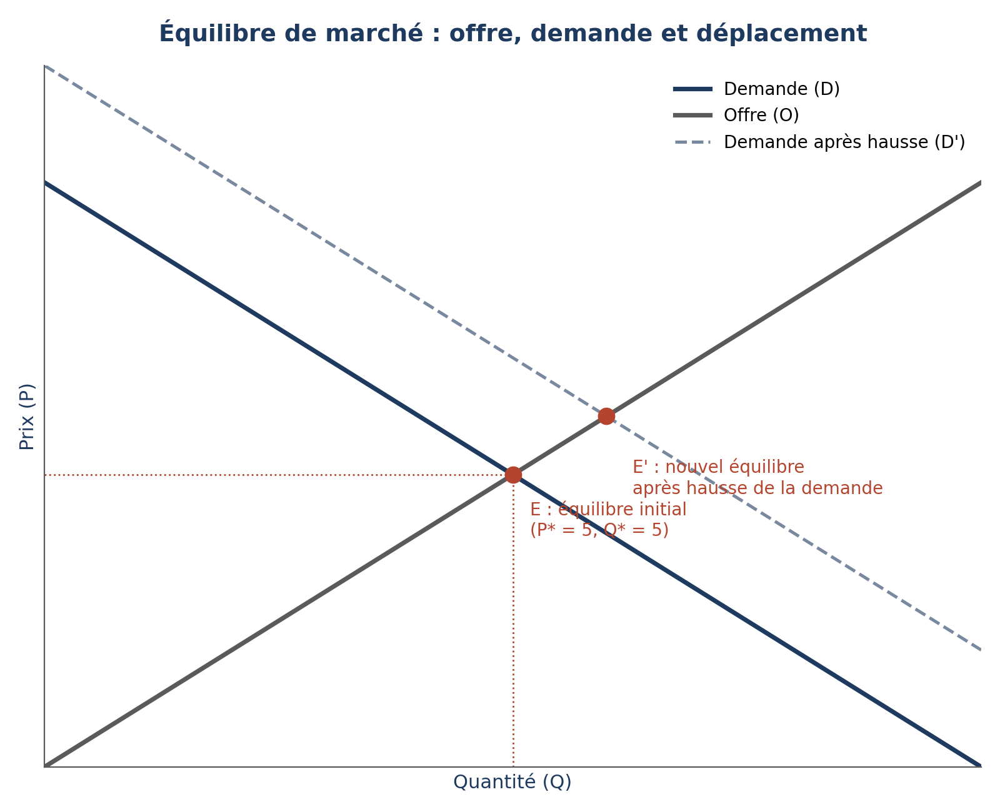 Équilibre de marché : offre, demande et déplacement
Demande (D)
Offre (O)
Demande après hausse (D')
Prix (P)
E' : nouvel équilibre
après hausse de la demande
E : équilibre initial
(P* = 5, Q* = 5)
Quantité (Q)